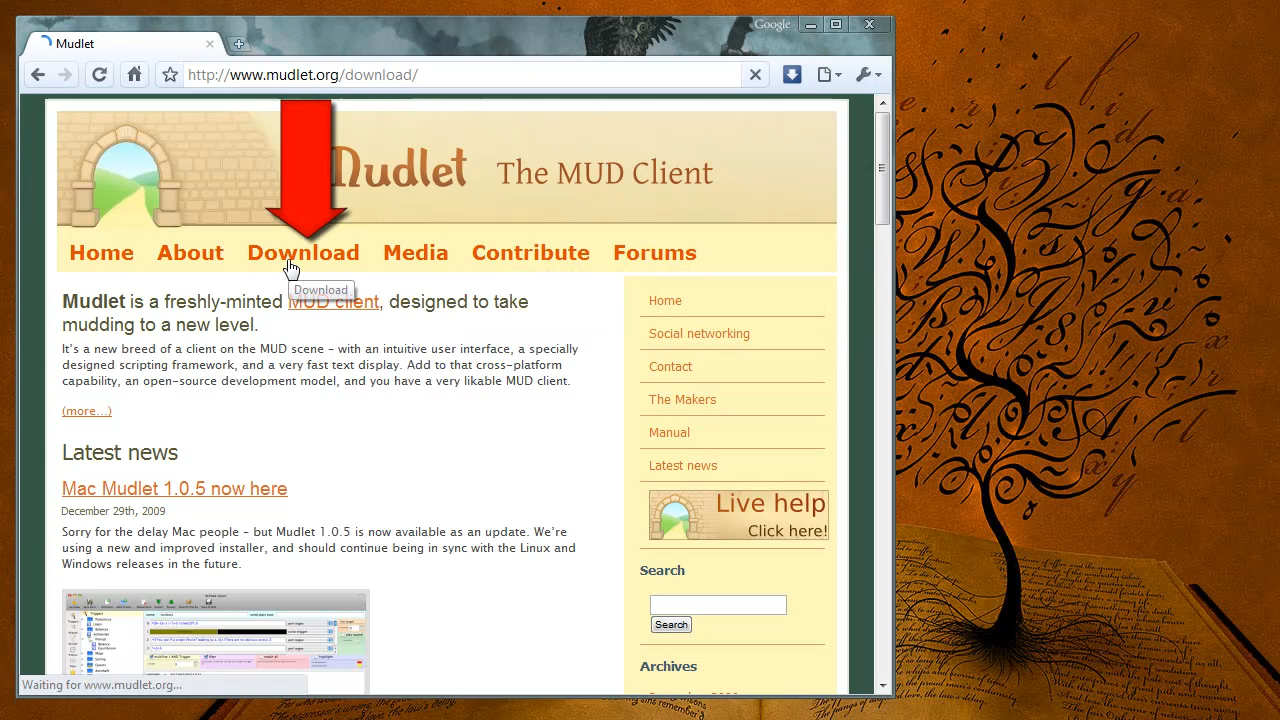 Google
Mudlet
http://www.mudlet.org/download/
Mudlet The MUD Client
Home About Download Media Contribute Forums
Download
Mudlet is a freshly-minted MUD client, designed to take
mudding to a new level.
It's a new breed of a client on the MUD scene – with an intuitive user interface, a specially
designed scripting framework, and a very fast text display. Add to that cross-platform
capability, an open-source development model, and you have a very likable MUD client.
(more...)
Latest news
Mac Mudlet 1.0.5 now here
December 29th, 2009
Sorry for the delay Mac people – but Mudlet 1.0.5 is now available as an update. We're
using a new and improved installer, and should continue being in sync with the Linux and
Windows releases in the future.
Home
Social networking
Contact
The Makers
Manual
Latest news
Live help
Click here!
Search
Search
Archives
Waiting for www.mudlet.org...